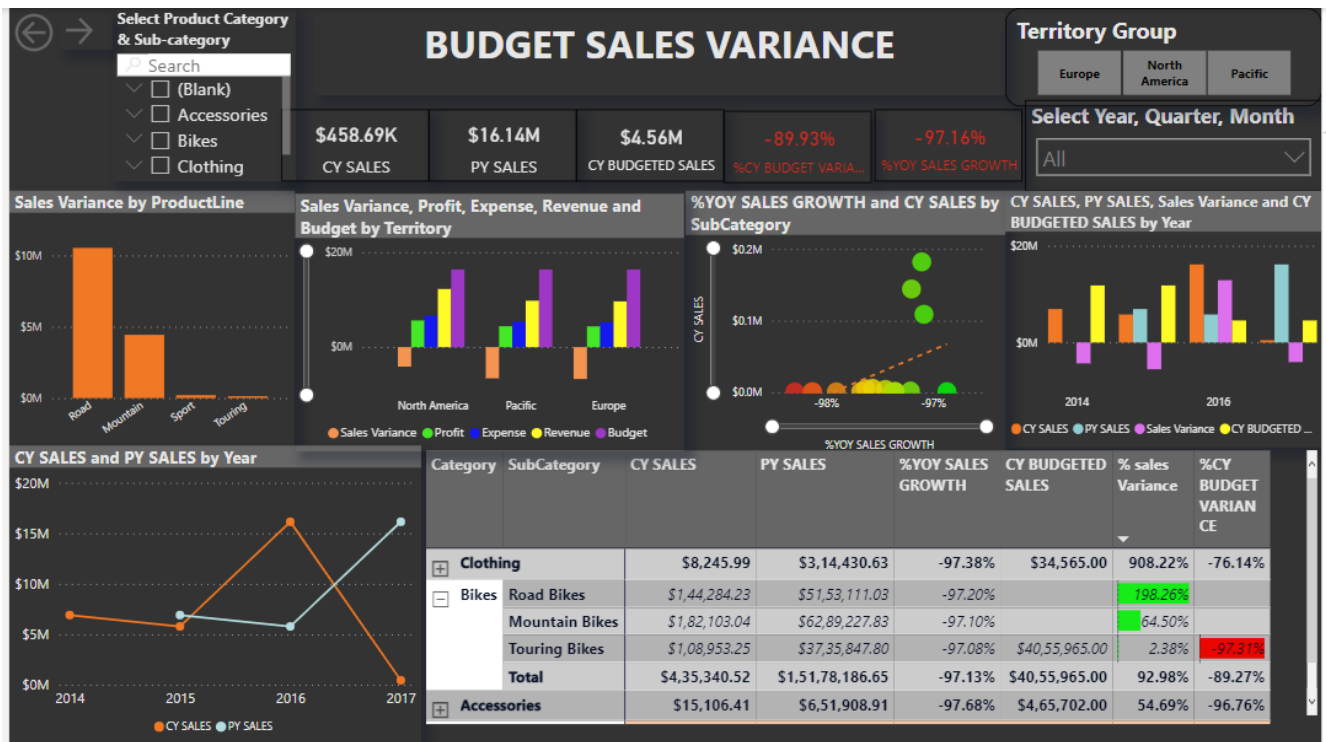 Select Product Category
& Sub-category
Search
(Blank)
Accessories
Bikes
Clothing
BUDGET SALES VARIANCE
Territory Group
Europe
North
America
Pacific
Select Year, Quarter, Month
All
$458.69K
CY SALES
$16.14M
PY SALES
$4.56M
CY BUDGETED SALES
-89.93%
%CY BUDGET VARIA...
-97.16%
%YOY SALES GROWTH
Sales Variance by ProductLine
$10M
$5M
$0M
Road
Mountain
Sport
Touring
Sales Variance, Profit, Expense, Revenue and
Budget by Territory
$20M
$0M
North America
Pacific
Europe
Sales Variance Profit Expense Revenue Budget
%YOY SALES GROWTH and CY SALES by
SubCategory
CY SALES
$0.2M
$0.1M
$0.0M
-98%
-97%
%YOY SALES GROWTH
CY SALES, PY SALES, Sales Variance and CY
BUDGETED SALES by Year
$20M
$0M
2014
2016
CY SALES PY SALES Sales Variance CY BUDGETED ...
CY SALES and PY SALES by Year
$20M
$15M
$10M
$5M
$0M
2014
2015
2016
2017
CY SALES PY SALES
Category SubCategory CY SALES PY SALES %YOY SALES GROWTH CY BUDGETED SALES % sales Variance %CY BUDGET VARIAN CE
Clothing $8,245.99 $3,14,430.63 -97.38% $34,565.00 908.22% -76.14%
Bikes Road Bikes $1,44,284.23 $51,53,111.03 -97.20% 198.26%
Mountain Bikes $1,82,103.04 $62,89,227.83 -97.10% 64.50%
Touring Bikes $1,08,953.25 $37,35,847.80 -97.08% $40,55,965.00 2.38% -97.31%
Total $4,35,340.52 $1,51,78,186.65 -97.13% $40,55,965.00 92.98% -89.27%
Accessories $15,106.41 $6,51,908.91 -97.68% $4,65,702.00 54.69% -96.76%